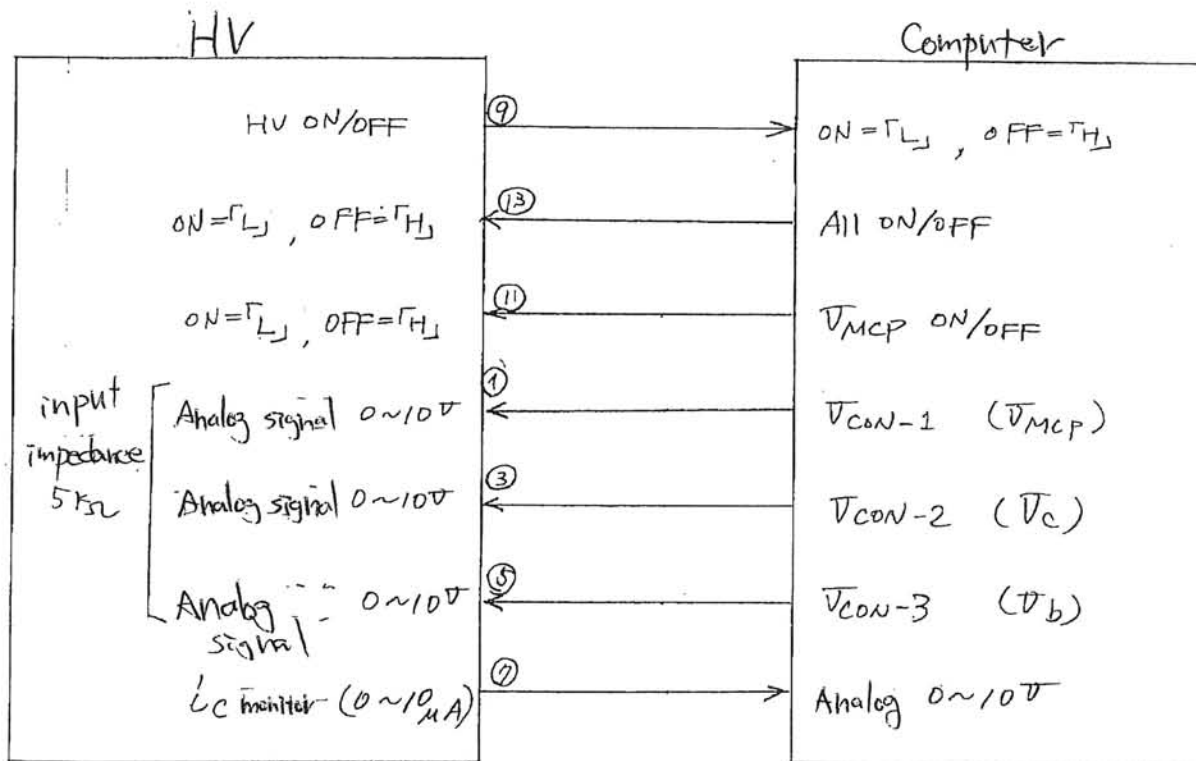 HV
Computer
HV ON/OFF
⑨
ON=「L」, OFF=「H」
ON=「L」, OFF=「H」
⑬
All ON/OFF
ON=「L」, OFF=「H」
⑪
VMCP ON/OFF
input
impedance
5kΩ
Analog signal 0~10V
①
VCON-1 (VMCP)
Analog signal 0~10V
③
VCON-2 (VC)
Analog signal 0~10V
⑤
VCON-3 (Vb)
iC moniter (0~10μA)
⑦
Analog 0~10V